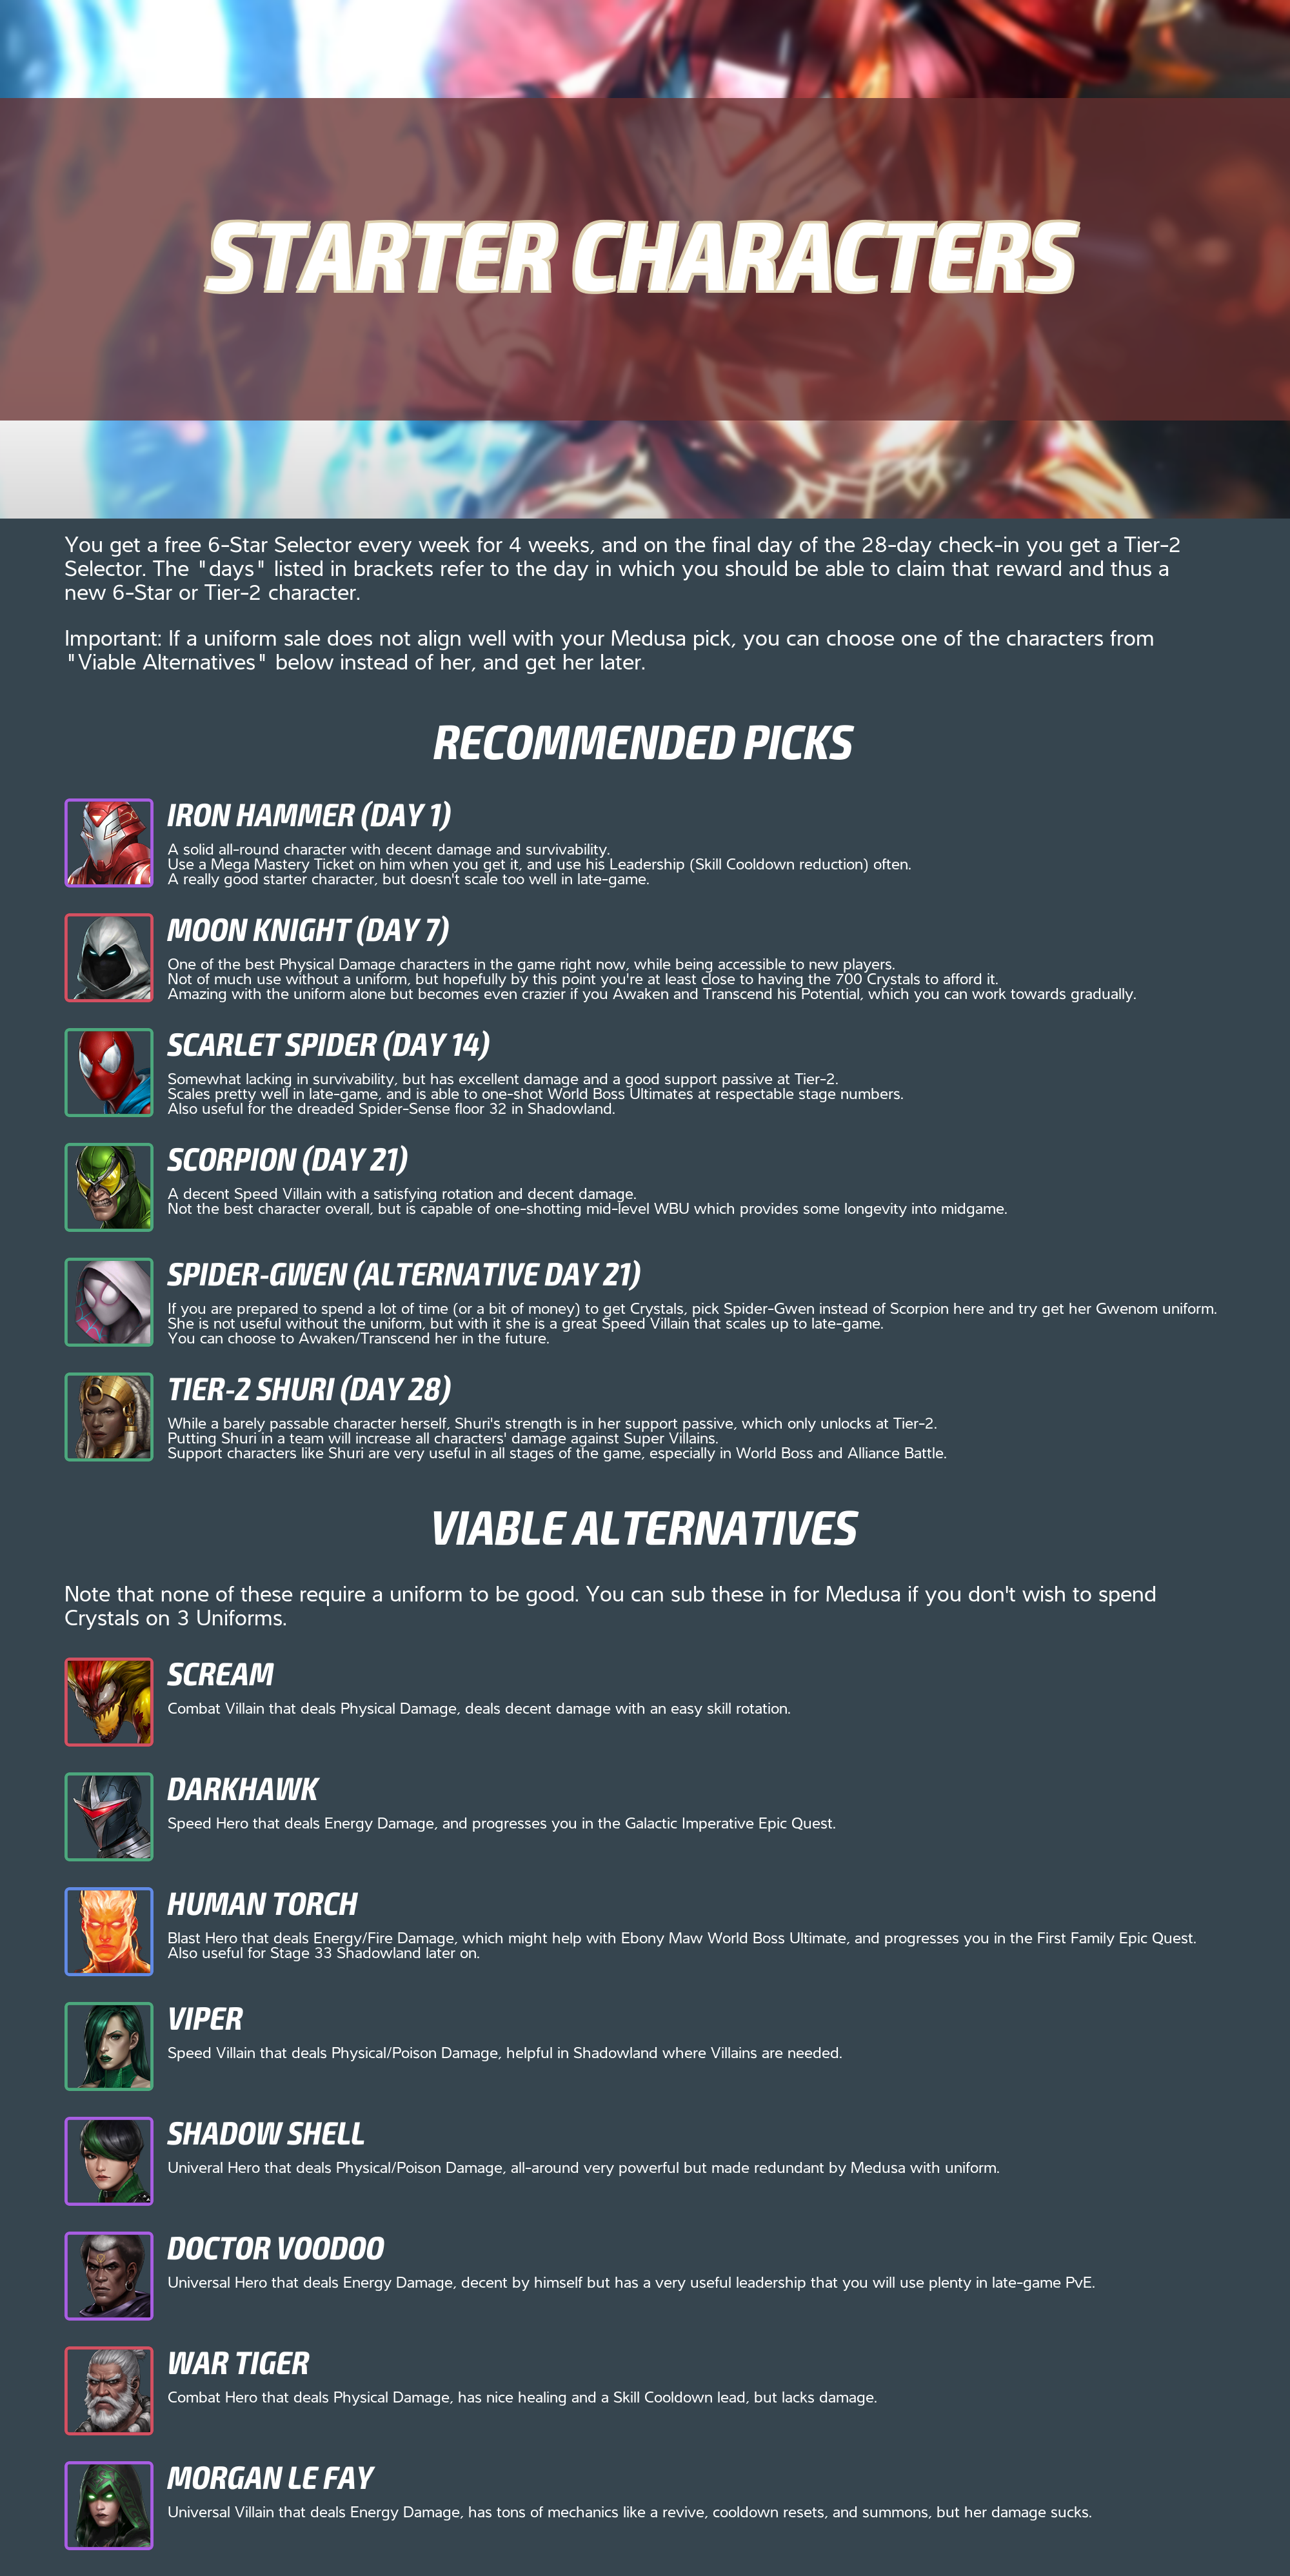 STARTER CHARACTERS
You get a free 6-Star Selector every week for 4 weeks, and on the final day of the 28-day check-in you get a Tier-2
Selector. The "days" listed in brackets refer to the day in which you should be able to claim that reward and thus a
new 6-Star or Tier-2 character.
Important: If a uniform sale does not align well with your Medusa pick, you can choose one of the characters from
"Viable Alternatives" below instead of her, and get her later.
RECOMMENDED PICKS
IRON HAMMER (DAY 1)
A solid all-round character with decent damage and survivability.
Use a Mega Mastery Ticket on him when you get it, and use his Leadership (Skill Cooldown reduction) often.
A really good starter character, but doesn't scale too well in late-game.
MOON KNIGHT (DAY 7)
One of the best Physical Damage characters in the game right now, while being accessible to new players.
Not of much use without a uniform, but hopefully by this point you're at least close to having the 700 Crystals to afford it.
Amazing with the uniform alone but becomes even crazier if you Awaken and Transcend his Potential, which you can work towards gradually.
SCARLET SPIDER (DAY 14)
Somewhat lacking in survivability, but has excellent damage and a good support passive at Tier-2.
Scales pretty well in late-game, and is able to one-shot World Boss Ultimates at respectable stage numbers.
Also useful for the dreaded Spider-Sense floor 32 in Shadowland.
SCORPION (DAY 21)
A decent Speed Villain with a satisfying rotation and decent damage.
Not the best character overall, but is capable of one-shotting mid-level WBU which provides some longevity into midgame.
SPIDER-GWEN (ALTERNATIVE DAY 21)
If you are prepared to spend a lot of time (or a bit of money) to get Crystals, pick Spider-Gwen instead of Scorpion here and try get her Gwenom uniform.
She is not useful without the uniform, but with it she is a great Speed Villain that scales up to late-game.
You can choose to Awaken/Transcend her in the future.
TIER-2 SHURI (DAY 28)
While a barely passable character herself, Shuri's strength is in her support passive, which only unlocks at Tier-2.
Putting Shuri in a team will increase all characters' damage against Super Villains.
Support characters like Shuri are very useful in all stages of the game, especially in World Boss and Alliance Battle.
VIABLE ALTERNATIVES
Note that none of these require a uniform to be good. You can sub these in for Medusa if you don't wish to spend
Crystals on 3 Uniforms.
SCREAM
Combat Villain that deals Physical Damage, deals decent damage with an easy skill rotation.
DARKHAWK
Speed Hero that deals Energy Damage, and progresses you in the Galactic Imperative Epic Quest.
HUMAN TORCH
Blast Hero that deals Energy/Fire Damage, which might help with Ebony Maw World Boss Ultimate, and progresses you in the First Family Epic Quest.
Also useful for Stage 33 Shadowland later on.
VIPER
Speed Villain that deals Physical/Poison Damage, helpful in Shadowland where Villains are needed.
SHADOW SHELL
Univeral Hero that deals Physical/Poison Damage, all-around very powerful but made redundant by Medusa with uniform.
DOCTOR VOODOO
Universal Hero that deals Energy Damage, decent by himself but has a very useful leadership that you will use plenty in late-game PvE.
WAR TIGER
Combat Hero that deals Physical Damage, has nice healing and a Skill Cooldown lead, but lacks damage.
MORGAN LE FAY
Universal Villain that deals Energy Damage, has tons of mechanics like a revive, cooldown resets, and summons, but her damage sucks.